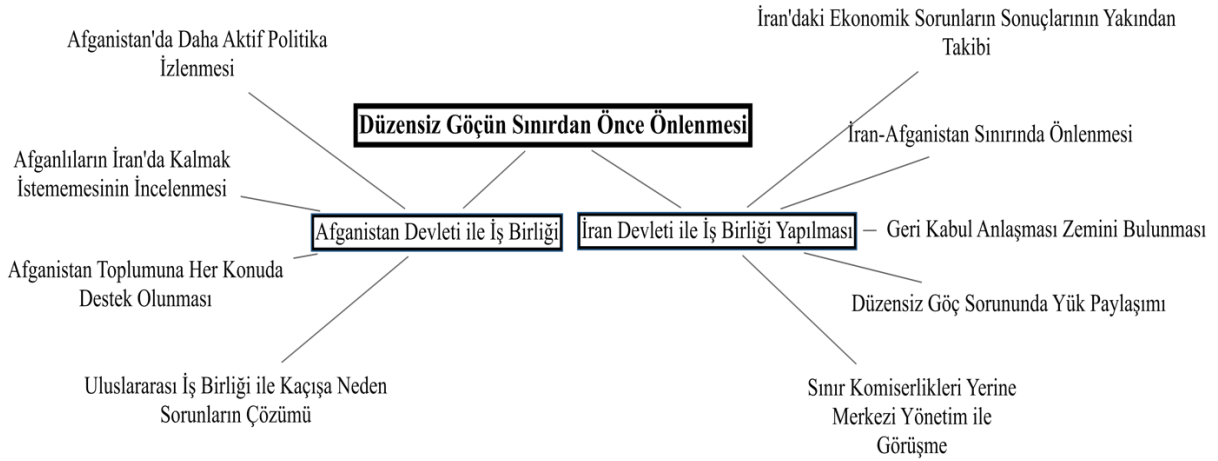 Afganistan'da Daha Aktif Politika
İzlenmesi
İran'daki Ekonomik Sorunların Sonuçlarının Yakından
Takibi
Düzensiz Göçün Sınırdan Önce Önlenmesi
Afganlıların İran'da Kalmak
İstememesinin İncelenmesi
İran-Afganistan Sınırında Önlenmesi
Afganistan Devleti ile İş Birliği
İran Devleti ile İş Birliği Yapılması
Geri Kabul Anlaşması Zemini Bulunması
Afganistan Toplumuna Her Konuda
Destek Olunması
Düzensiz Göç Sorununda Yük Paylaşımı
Uluslararası İş Birliği ile Kaçışa Neden
Sorunların Çözümü
Sınır Komiserlikleri Yerine
Merkezi Yönetim ile
Görüşme